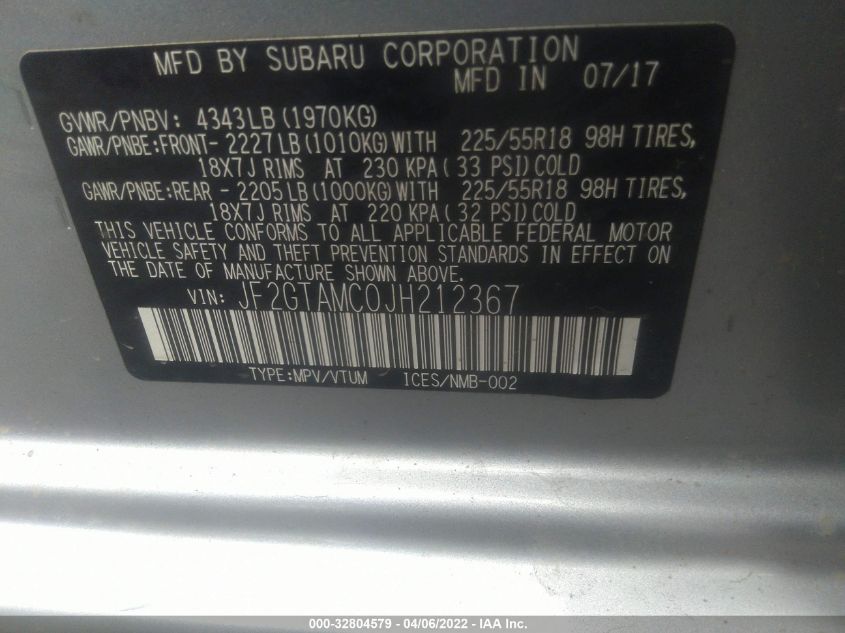 MFD BY SUBARU CORPORATION
MFD IN 07/17
GVWR/PNBV: 4343LB(1970KG)
GAWR/PNBE:FRONT- 2227LB(1010KG)WITH 225/55R18 98H TIRES,
18X7J RIMS AT 230 KPA( 33 PSI)COLD
GAWR/PNBE:REAR - 2205LB(1000KG)WITH 225/55R18 98H TIRES,
18X7J RIMS AT 220 KPA( 32 PSI)COLD
THIS VEHICLE CONFORMS TO ALL APPLICABLE FEDERAL MOTOR
VEHICLE SAFETY AND THEFT PREVENTION STANDARDS IN EFFECT ON
THE DATE OF MANUFACTURE SHOWN ABOVE.
VIN: JF2GTAMC0JH212367
TYPE:MPV/VTUM ICES/NMB-002
000-32804579 - 04/06/2022 - IAA Inc.